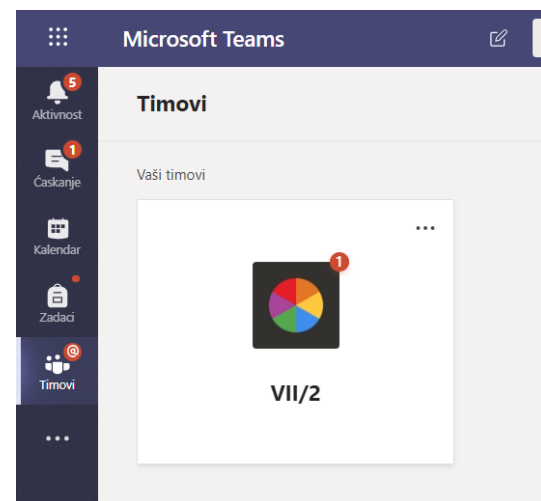 Microsoft Teams
5
Aktivnost
1
Ćaskanje
Kalendar
Zadaci
@
Timovi
Timovi
Vaši timovi
1
VII/2